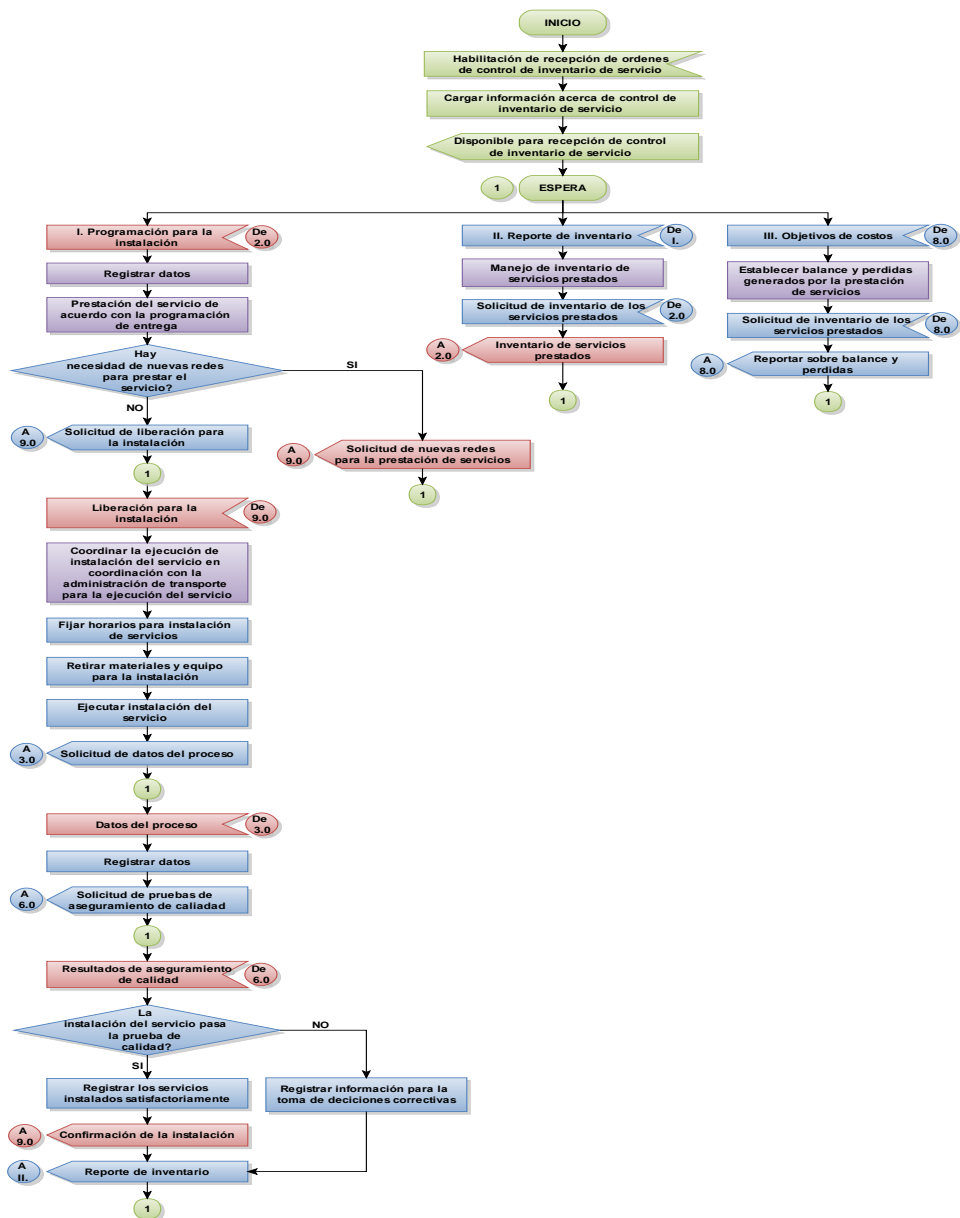 INICIO
Habilitación de recepción de ordenes
de control de inventario de servicio
Cargar información acerca de control de
inventario de servicio
Disponible para recepción de control
de inventario de servicio
1
ESPERA
I. Programación para la
instalación
De
2.0
Registrar datos
Prestación del servicio de
acuerdo con la programación
de entrega
Hay
necesidad de nuevas redes
para prestar el
servicio?
SI
NO
A
9.0
Solicitud de liberación para
la instalación
1
A
9.0
Solicitud de nuevas redes
para la prestación de servicios
1
II. Reporte de inventario
De
I.
Manejo de inventario de
servicios prestados
Solicitud de inventario de los
servicios prestados
De
2.0
A
2.0
Inventario de servicios
prestados
1
III. Objetivos de costos
De
8.0
Establecer balance y perdidas
generados por la prestación
de servicios
Solicitud de inventario de los
servicios prestados
De
8.0
A
8.0
Reportar sobre balance y
perdidas
1
Liberación para la
instalación
De
9.0
Coordinar la ejecución de
instalación del servicio en
coordinación con la
administración de transporte
para la ejecución del servicio
Fijar horarios para instalación
de servicios
Retirar materiales y equipo
para la instalación
Ejecutar instalación del
servicio
A
3.0
Solicitud de datos del proceso
1
Datos del proceso
De
3.0
Registrar datos
A
6.0
Solicitud de pruebas de
aseguramiento de caliadad
1
Resultados de aseguramiento
de calidad
De
6.0
La
instalación del servicio pasa
la prueba de
calidad?
NO
SI
Registrar los servicios
instalados satisfactoriamente
Registrar información para la
toma de decisiones correctivas
A
9.0
Confirmación de la instalación
A
II.
Reporte de inventario
1